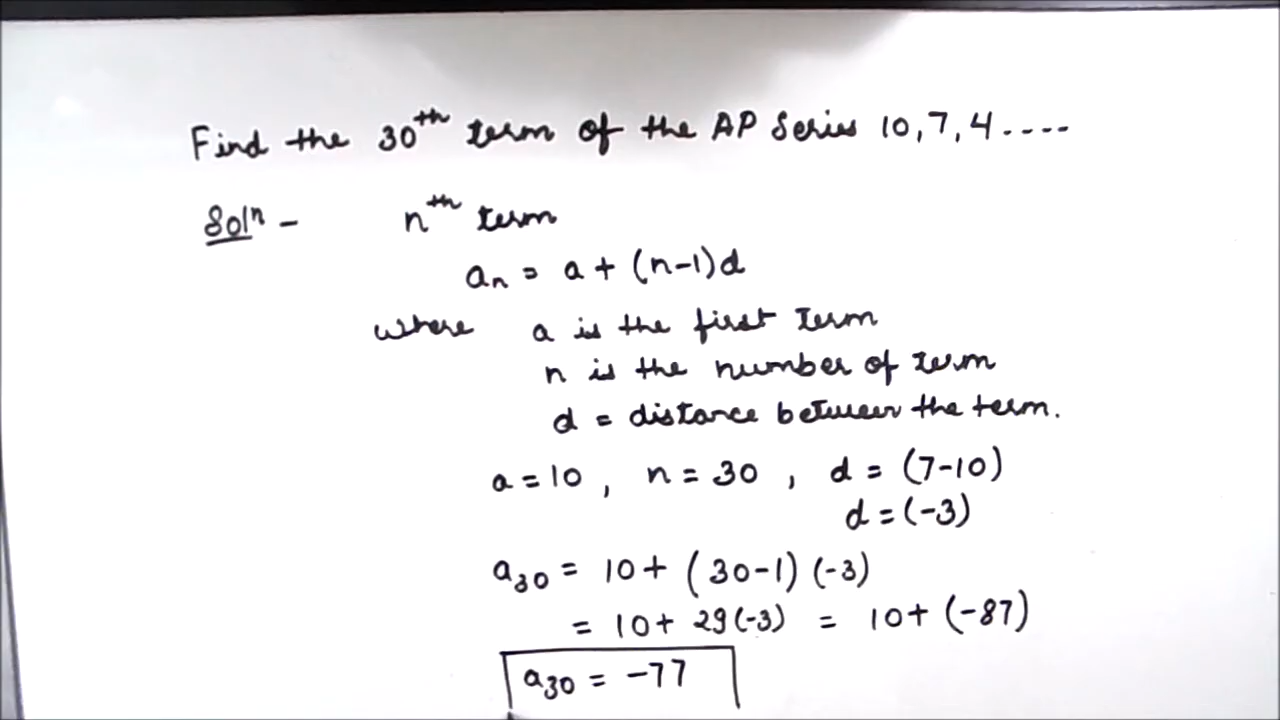 Find the 30th term of the AP Series 10, 7, 4 ....
Soln - nth term
an = a + (n-1)d
where a is the first term
n is the number of term
d = distance between the term.
a = 10 , n = 30 , d = (7-10)
d = (-3)
a30 = 10 + (30-1) (-3)
= 10 + 29(-3) = 10 + (-87)
a30 = -77